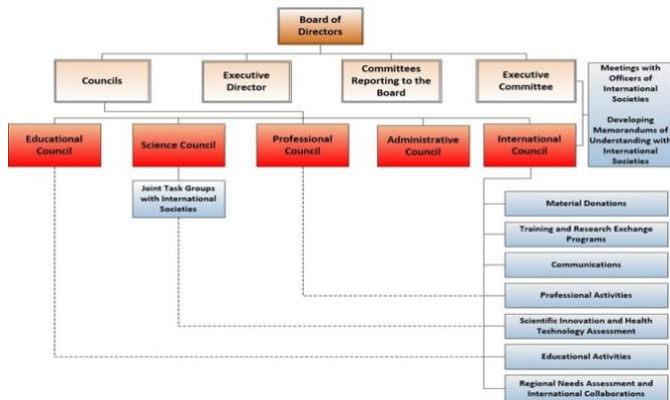 Board of
Directors
Councils
Executive
Director
Committees
Reporting to the
Board
Executive
Committee
Meetings with
Officers of
International
Societies
Developing
Memorandums of
Understanding with
International
Societies
Educational
Council
Science Council
Professional
Council
Administrative
Council
International
Council
Joint Task Groups
with International
Societies
Material Donations
Training and Research Exchange
Programs
Communications
Professional Activities
Scientific Innovation and Health
Technology Assessment
Educational Activities
Regional Needs Assessment and
International Collaborations